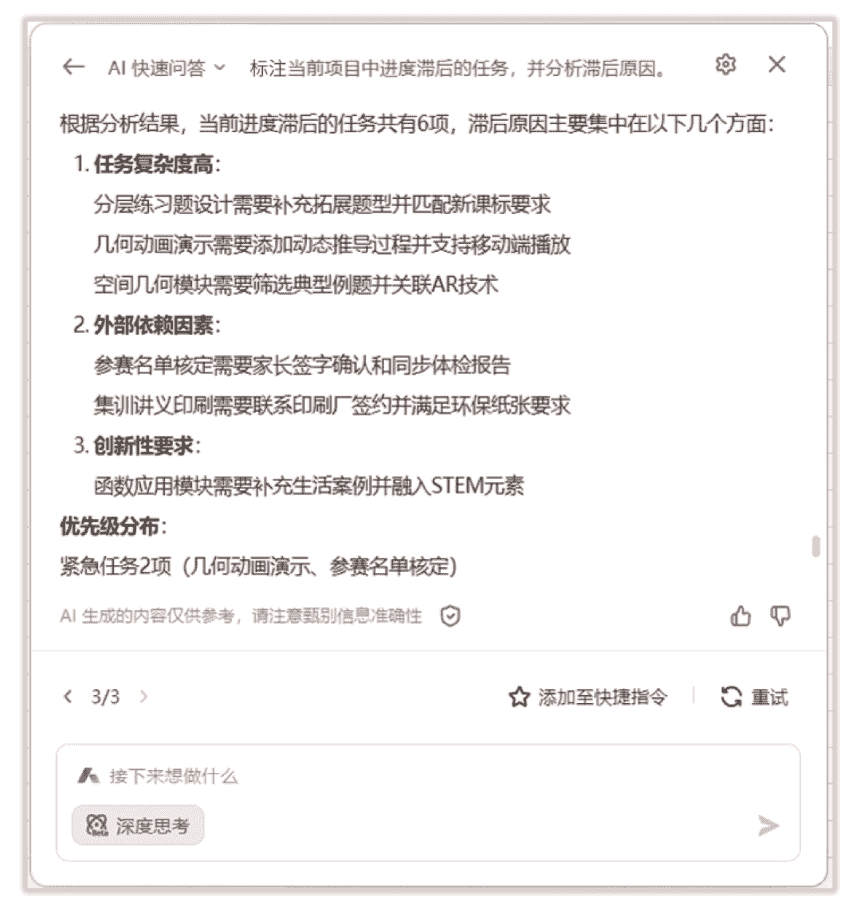 AI 快速问答 标注当前项目中进度滞后的任务，并分析滞后原因。
根据分析结果，当前进度滞后的任务共有6项，滞后原因主要集中在以下几个方面：
1. 任务复杂度高：
分层练习题设计需要补充拓展题型并匹配新课标要求
几何动画演示需要添加动态推导过程并支持移动端播放
空间几何模块需要筛选典型例题并关联AR技术
2. 外部依赖因素：
参赛名单核定需要家长签字确认和同步体检报告
集训讲义印刷需要联系印刷厂签约并满足环保纸张要求
3. 创新性要求：
函数应用模块需要补充生活案例并融入STEM元素
优先级分布：
紧急任务2项（几何动画演示、参赛名单核定）
AI 生成的内容仅供参考，请注意甄别信息准确性
3/3 添加至快捷指令 重试
接下来想做什么
深度思考